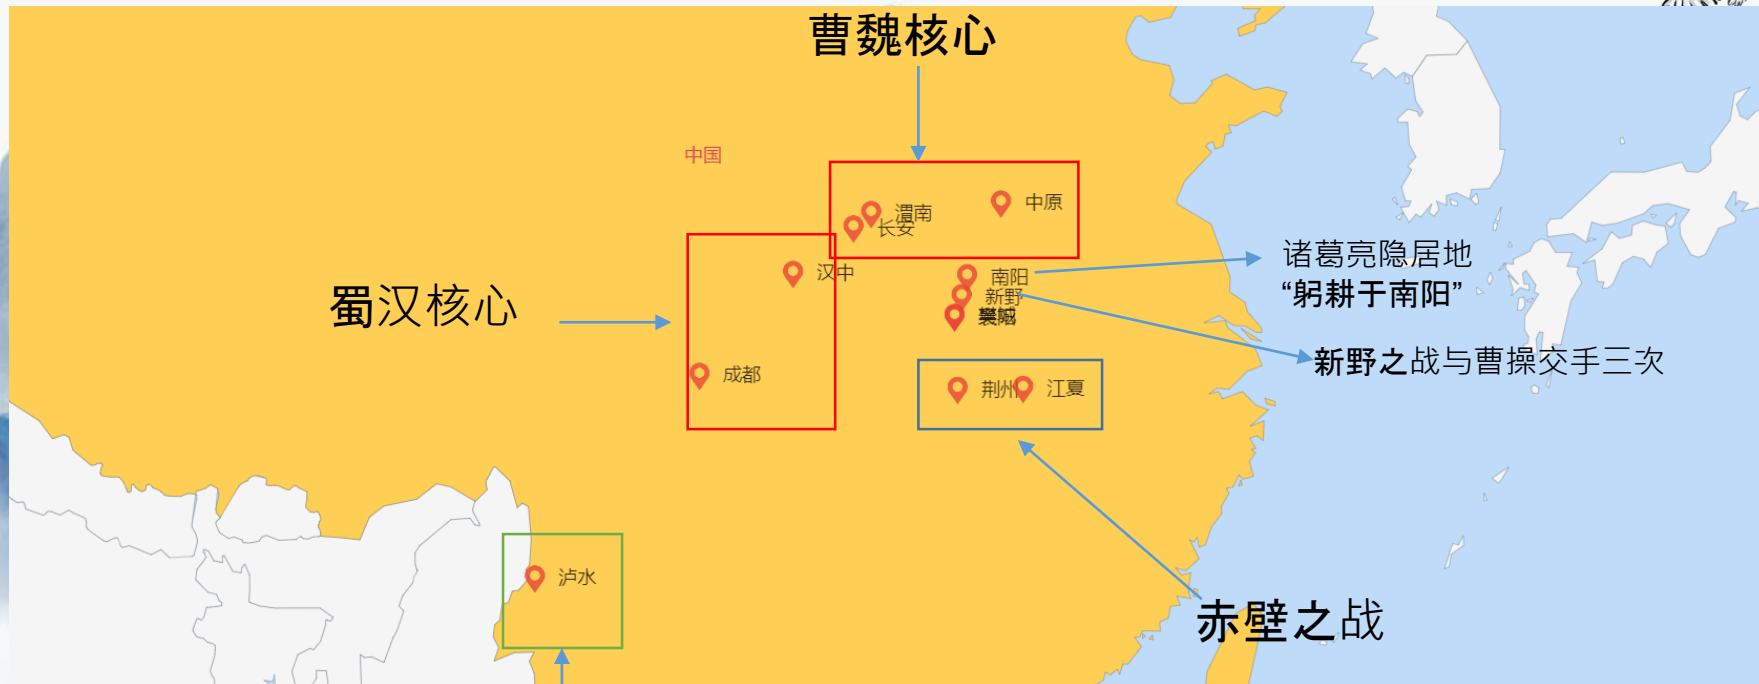 曹魏核心
中国
渭南
长安
中原
汉中
南阳
新野
诸葛亮隐居地
“躬耕于南阳”
蜀汉核心
新野之战与曹操交手三次
成都
荆州
江夏
泸水
赤壁之战